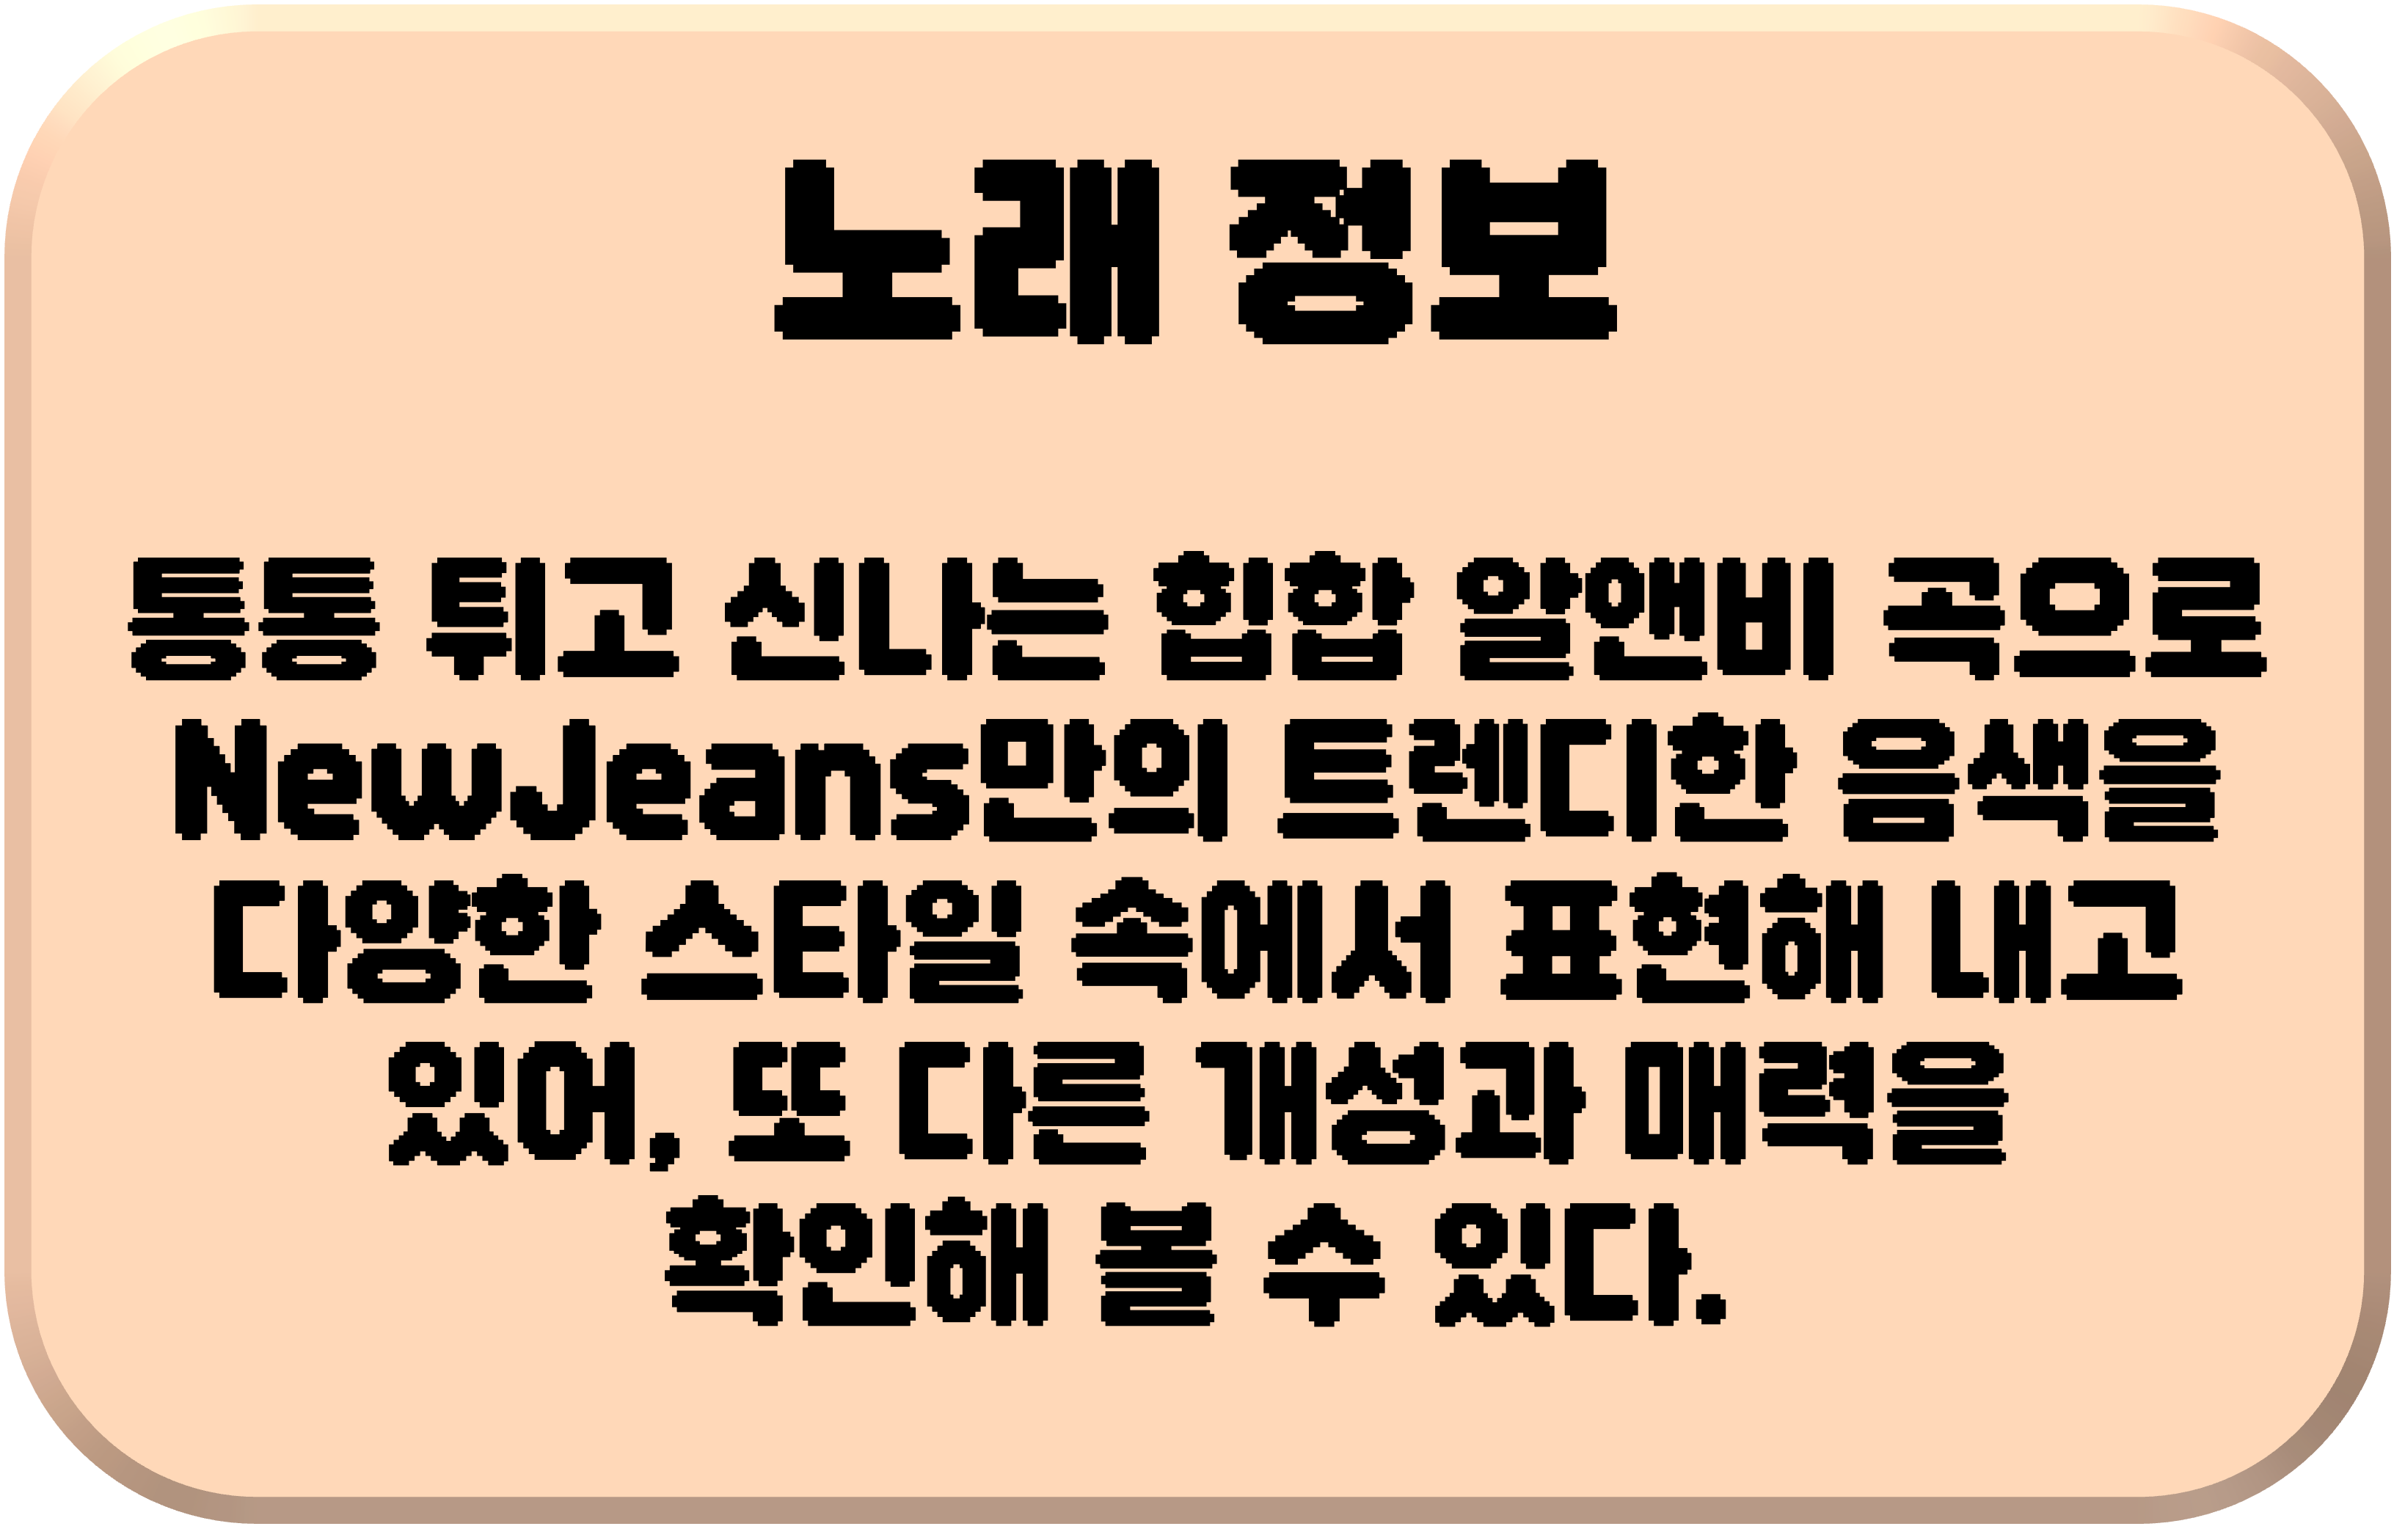 노래 정보
통통 튀고 신나는 힙합 알앤비 곡으로
NewJeans만의 트렌디한 음색을
다양한 스타일 속에서 표현해 내고
있어, 또 다른 개성과 매력을
확인해 볼 수 있다.